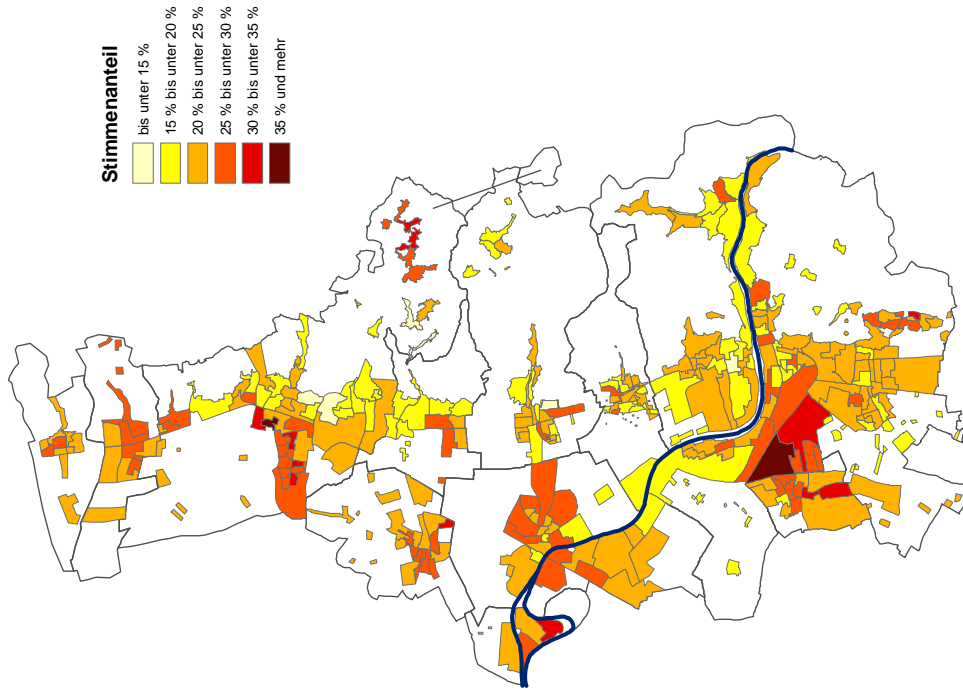 Stimmenanteil
bis unter 15 %
15 % bis unter 20 %
20 % bis unter 25 %
25 % bis unter 30 %
30 % bis unter 35 %
35 % und mehr